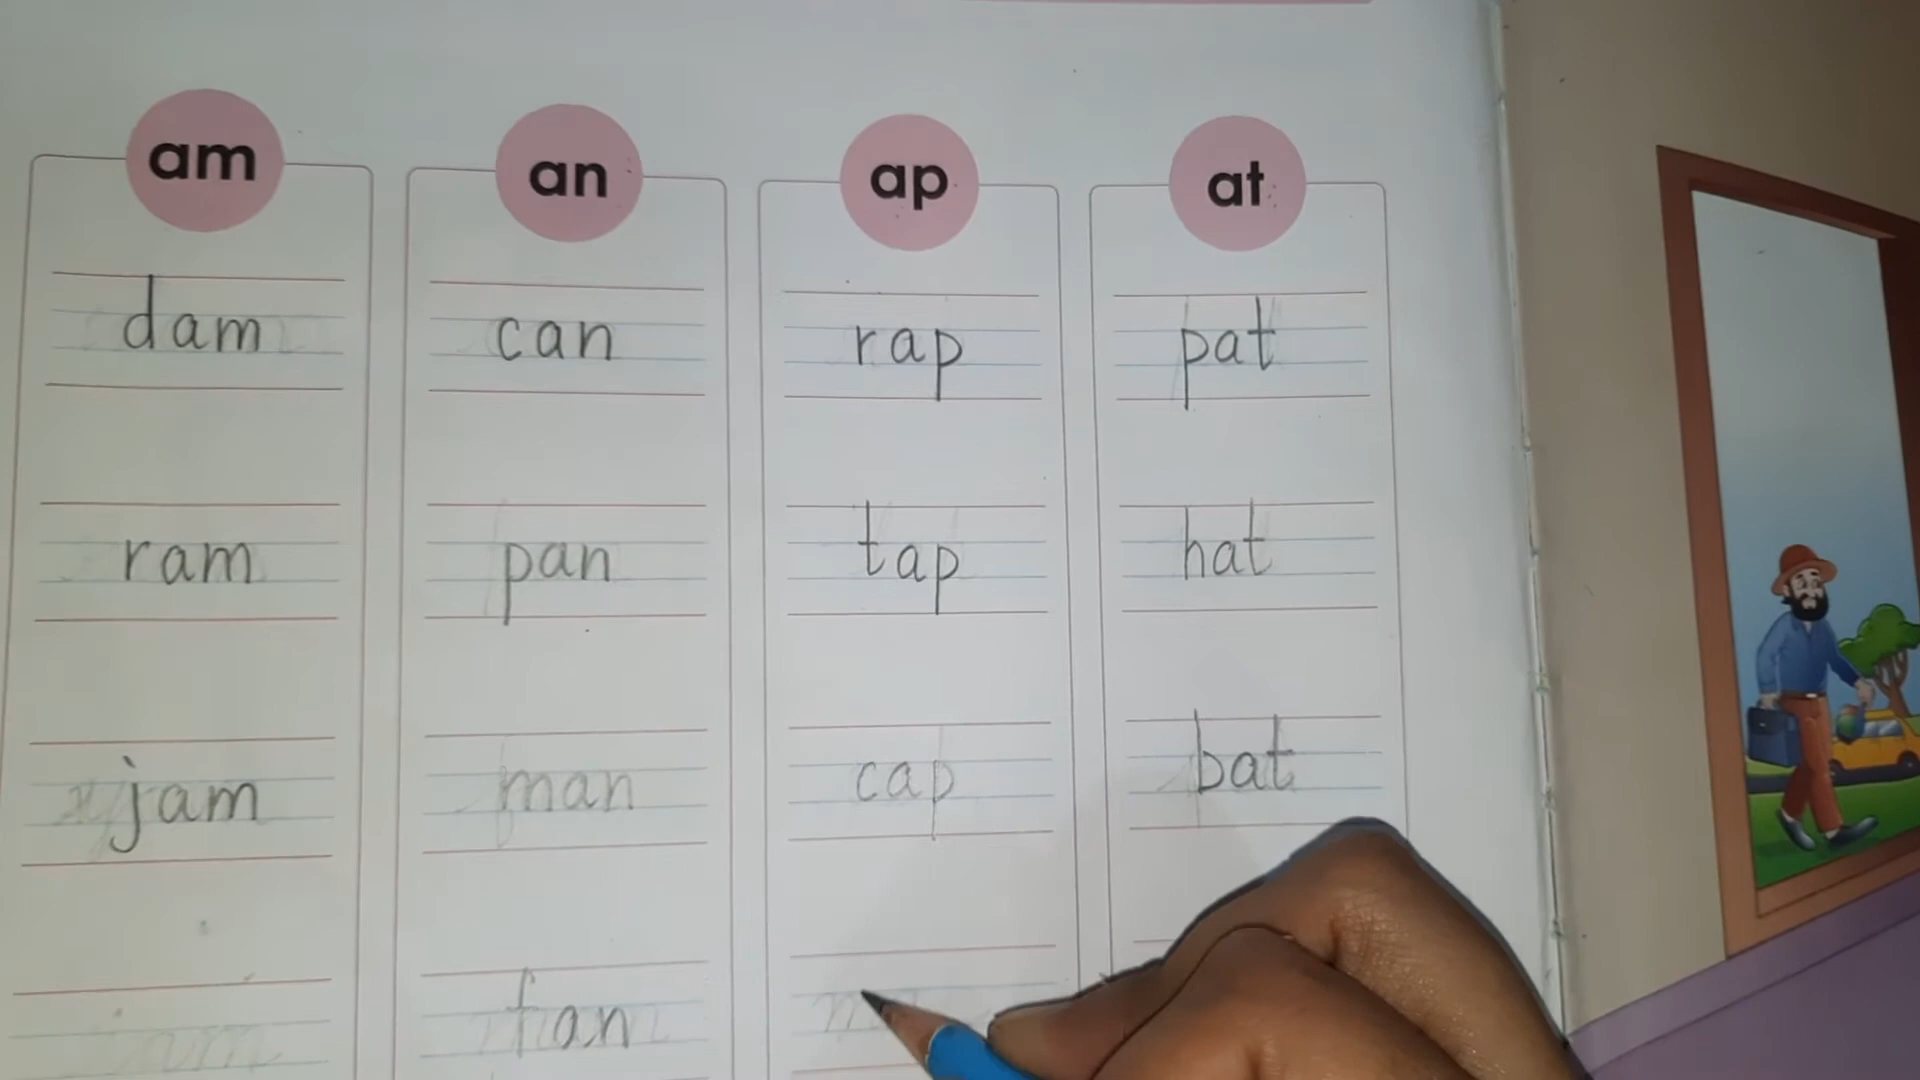 am an ap at
dam can rap pat
ram pan tap hat
jam man cap bat
fan